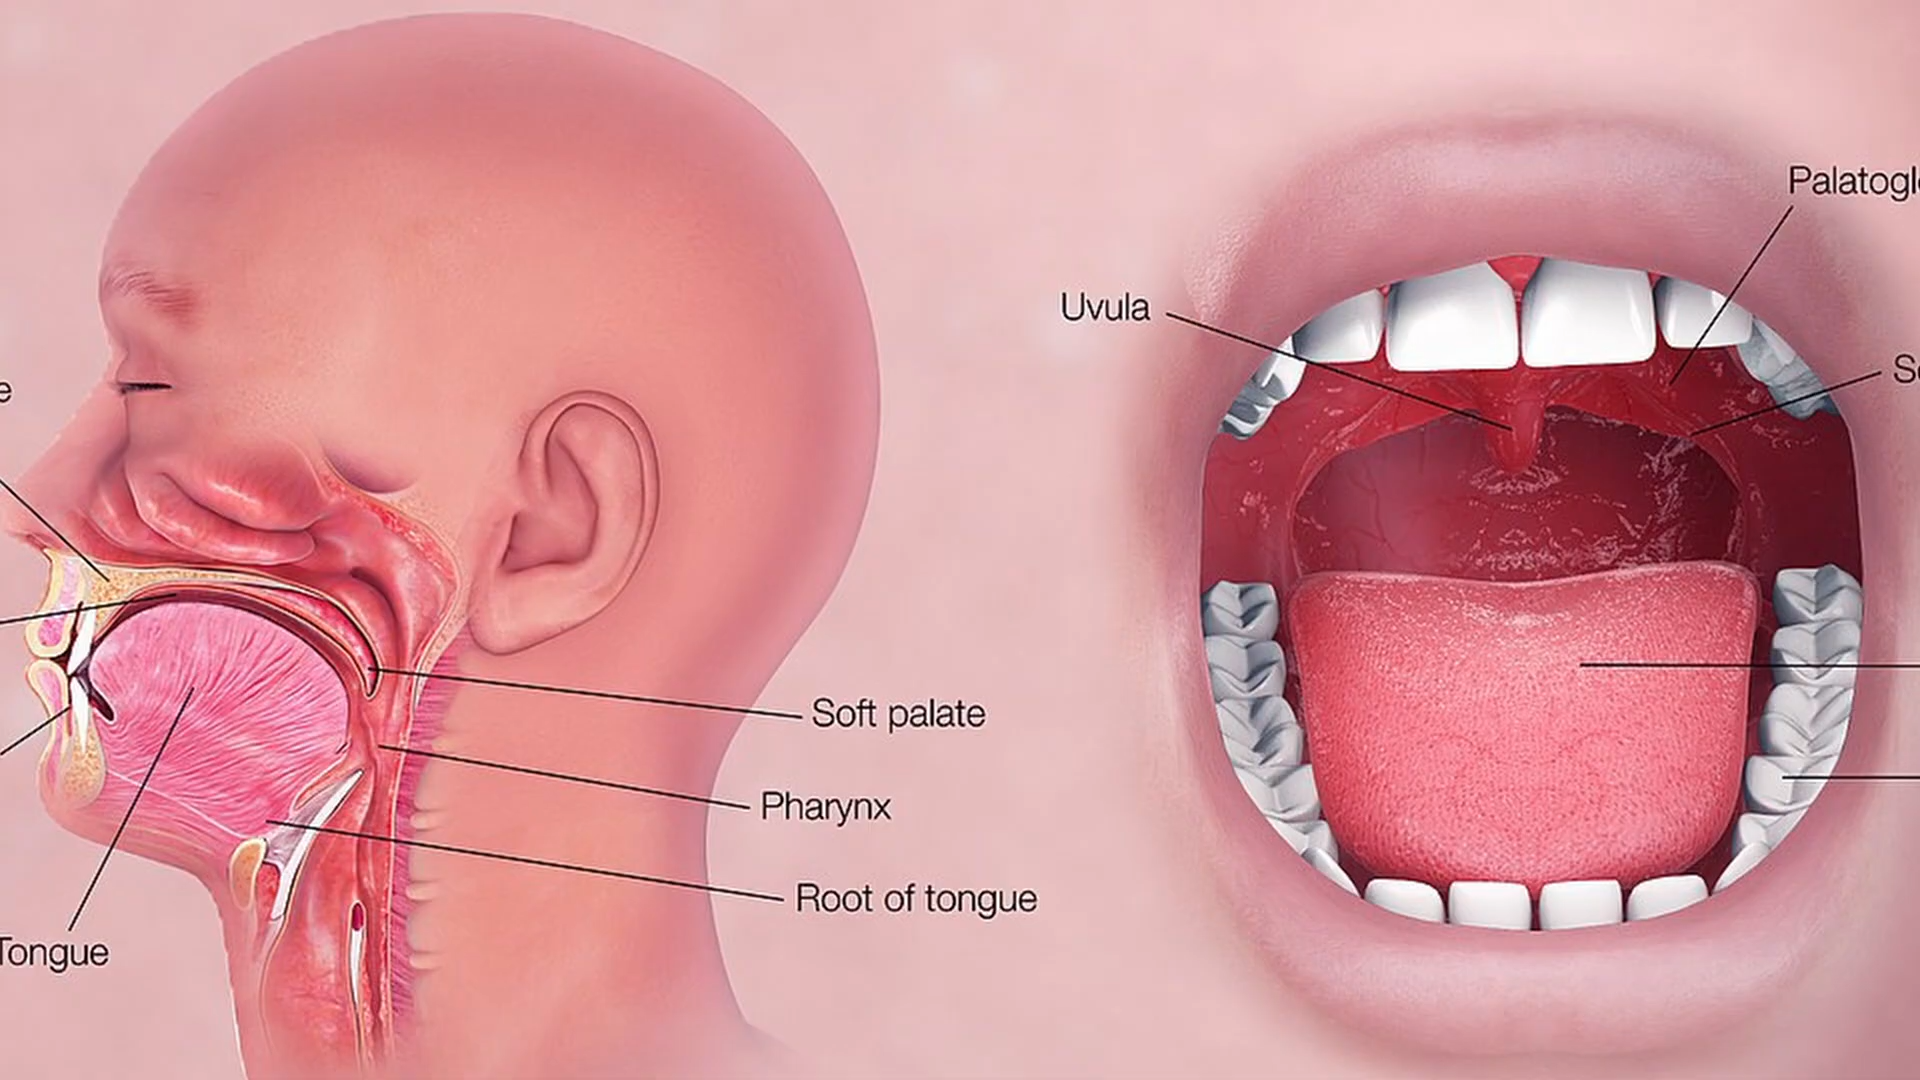 e
Soft palate
Pharynx
Root of tongue
Tongue
Palatogl
Uvula
S